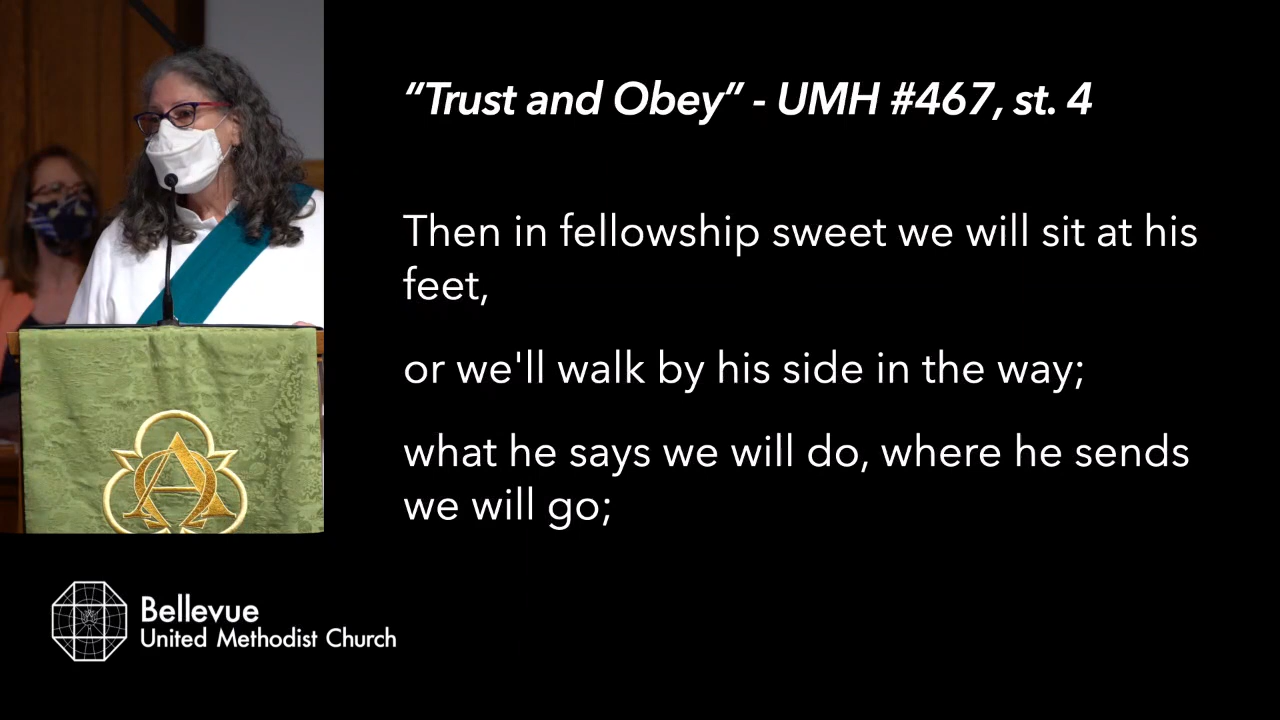 “Trust and Obey” - UMH #467, st. 4
Then in fellowship sweet we will sit at his
feet,
or we'll walk by his side in the way;
what he says we will do, where he sends
we will go;
Bellevue
United Methodist Church